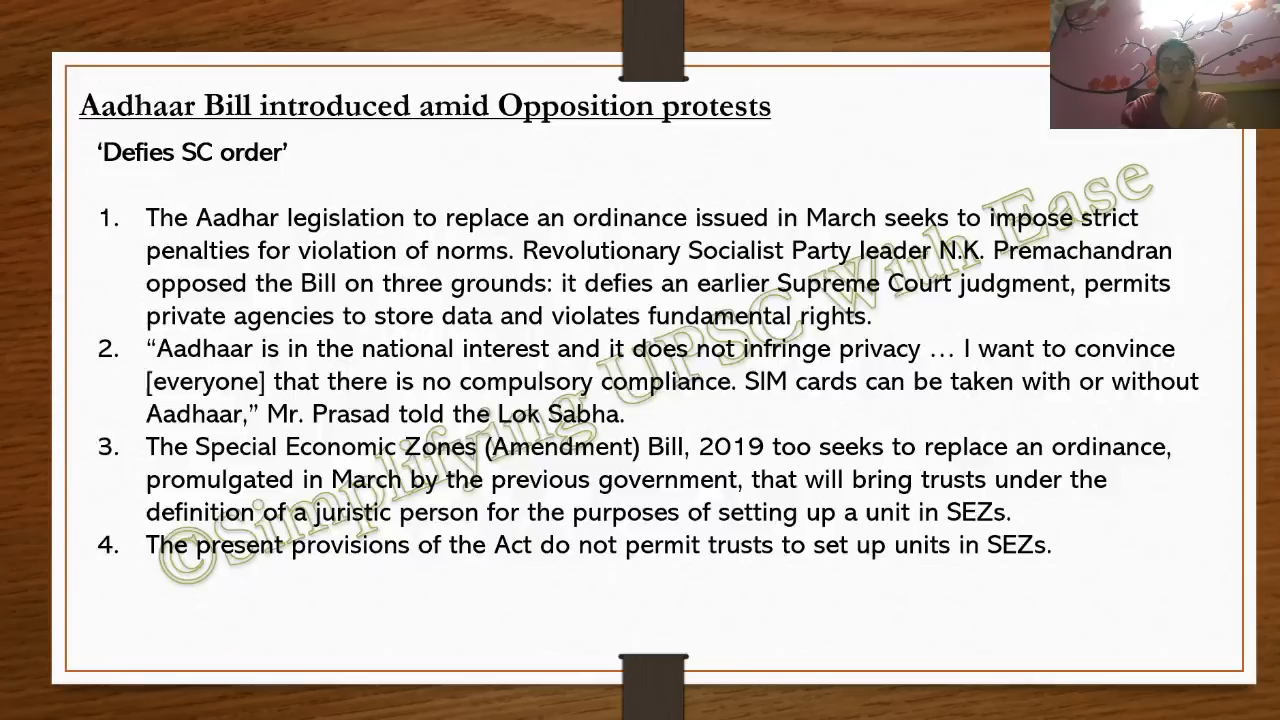 Aadhaar Bill introduced amid Opposition protests
‘Defies SC order’
1. The Aadhar legislation to replace an ordinance issued in March seeks to impose strict
penalties for violation of norms. Revolutionary Socialist Party leader N.K. Premachandran
opposed the Bill on three grounds: it defies an earlier Supreme Court judgment, permits
private agencies to store data and violates fundamental rights.
2. “Aadhaar is in the national interest and it does not infringe privacy … I want to convince
[everyone] that there is no compulsory compliance. SIM cards can be taken with or without
Aadhaar,” Mr. Prasad told the Lok Sabha.
3. The Special Economic Zones (Amendment) Bill, 2019 too seeks to replace an ordinance,
promulgated in March by the previous government, that will bring trusts under the
definition of a juristic person for the purposes of setting up a unit in SEZs.
4. The present provisions of the Act do not permit trusts to set up units in SEZs.
©Simplifying UPSC With Ease